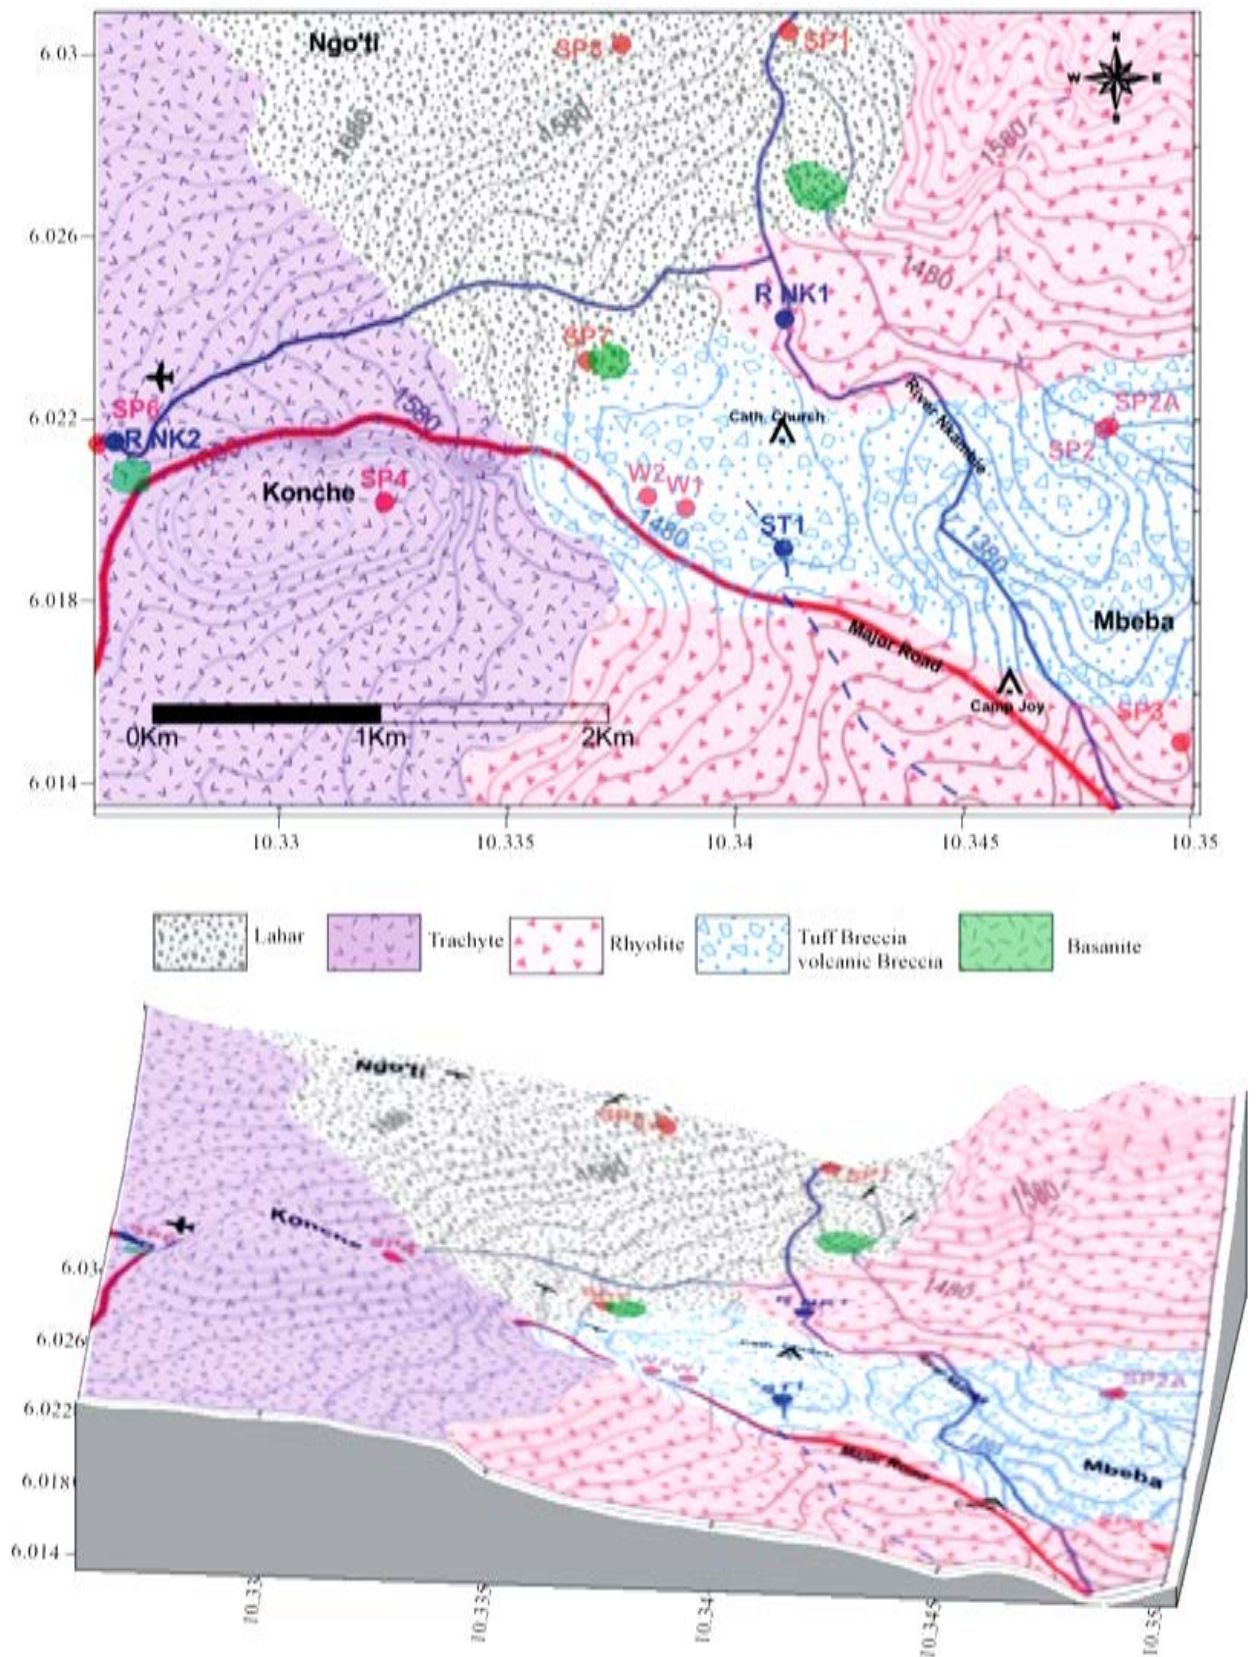 6.03
Ngo'ti
SP8
SP1
N
W
E
1580
1580
6.026
1480
R NK1
SP7
1580
River Nkambie
SP6
R NK2
6.022
Cath. Church
SP2A
SP2
Konche
SP4
W2
W1
1480
ST1
1380
6.018
Mbeba
Major Road
Camp Joy
SP3
0Km
1Km
2Km
6.014
10.33
10.335
10.34
10.345
10.35
Lahar
Trachyte
Rhyolite
Tuff Breccia
volcanic Breccia
Basanite
Ngo'ti
SP1
1580
1580
Konche
6.03
1480
6.026
SP2A
6.022
ST1
1380
Major Road
Mbeba
6.018
6.014
10.33
10.335
10.34
10.345
10.35